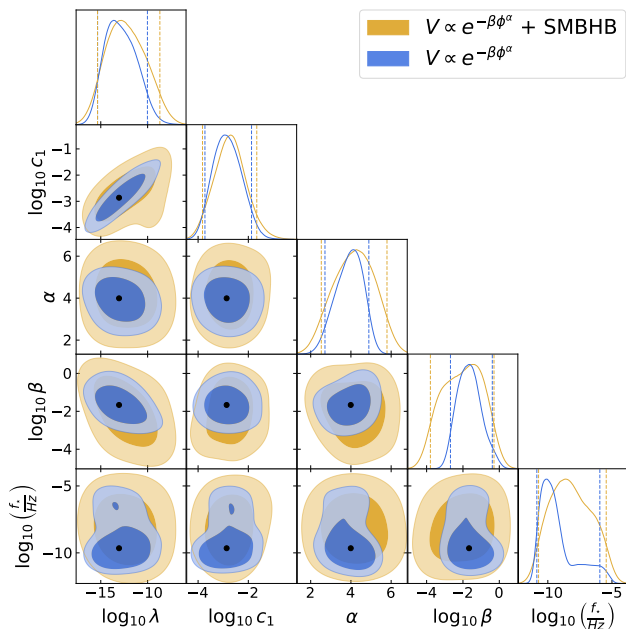 V ∝ e^{−βϕ^α} + SMBHB
V ∝ e^{−βϕ^α}
log₁₀ c₁
−1
−2
−3
−4
α
6
4
2
log₁₀ β
0
−2
−4
log₁₀ (f⋆/Hz)
−5
−10
−15 −10
−4 −2
2 4 6
−4 −2 0
−10 −5
log₁₀ λ
log₁₀ c₁
α
log₁₀ β
log₁₀ (f⋆/Hz)